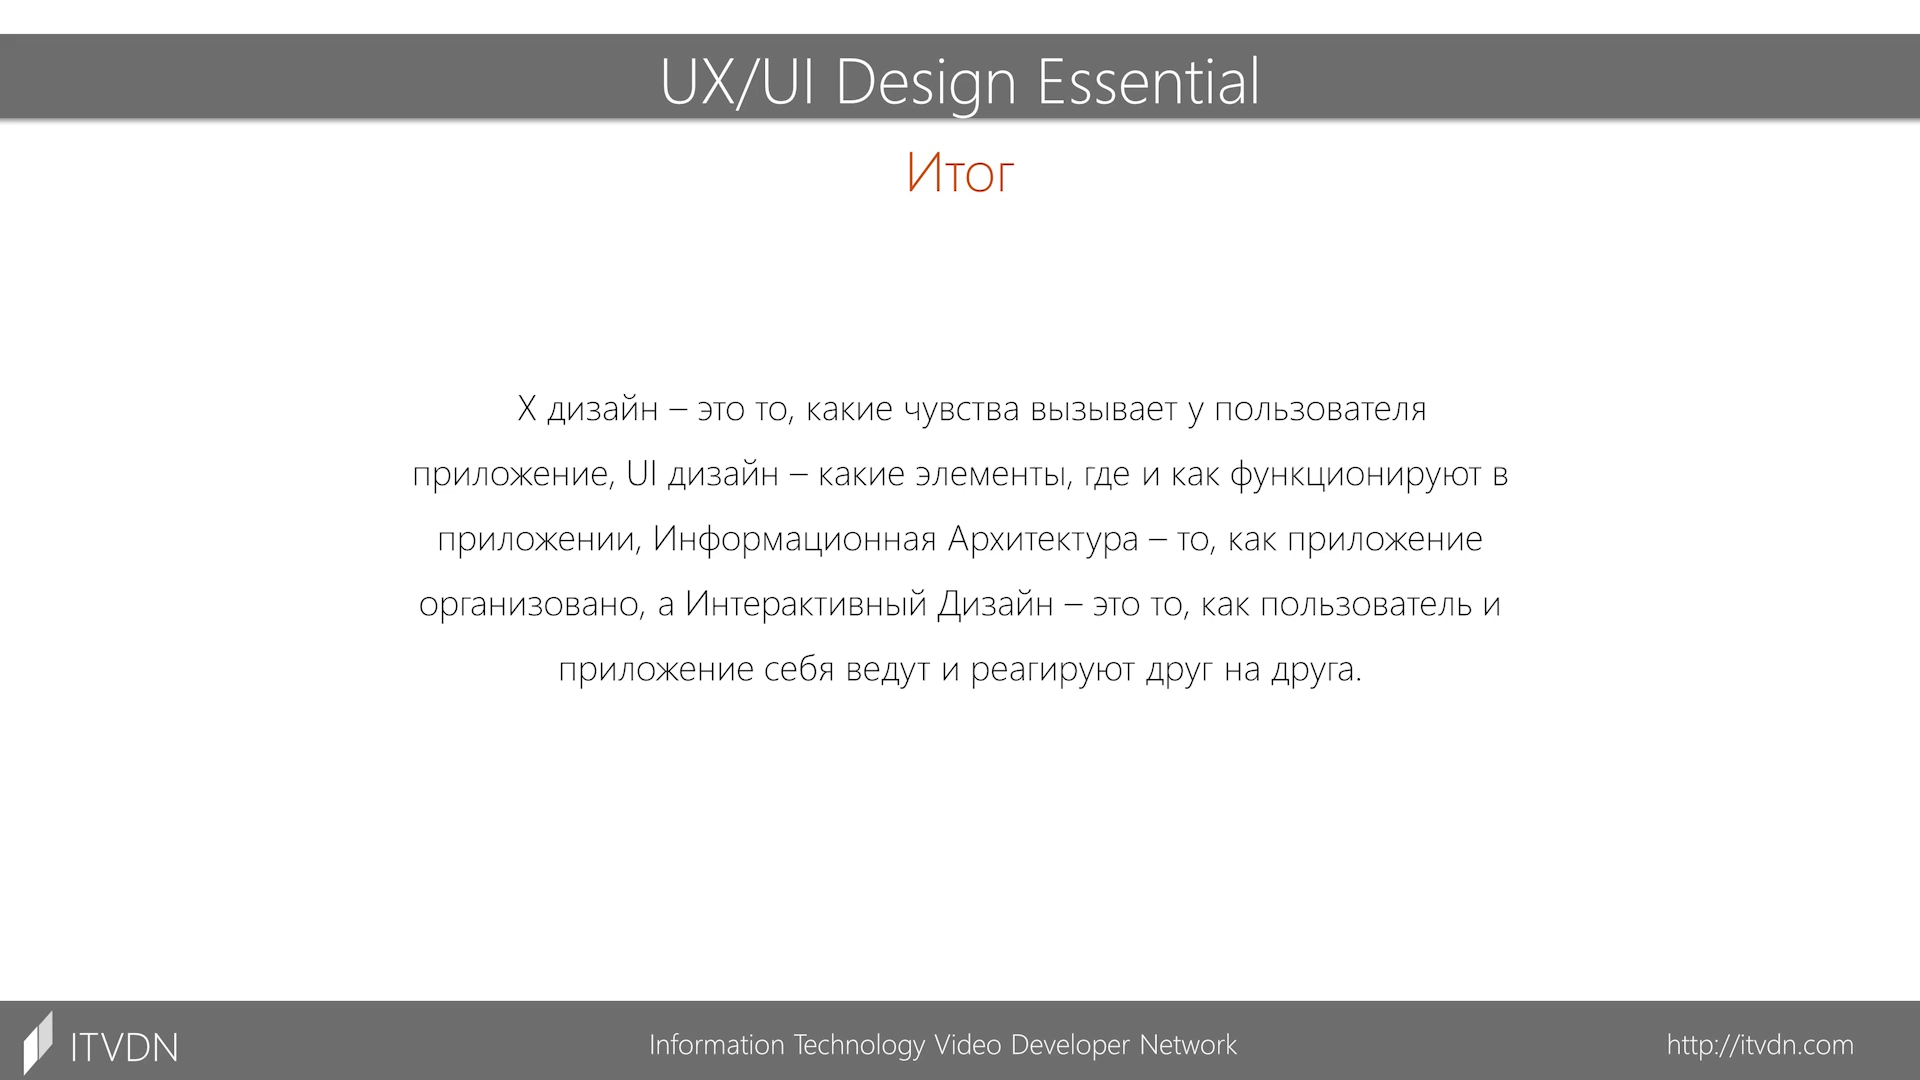 UX/UI Design Essential
Итог
X дизайн – это то, какие чувства вызывает у пользователя
приложение, UI дизайн – какие элементы, где и как функционируют в
приложении, Информационная Архитектура – то, как приложение
организовано, а Интерактивный Дизайн – это то, как пользователь и
приложение себя ведут и реагируют друг на друга.
ITVDN
Information Technology Video Developer Network
http://itvdn.com